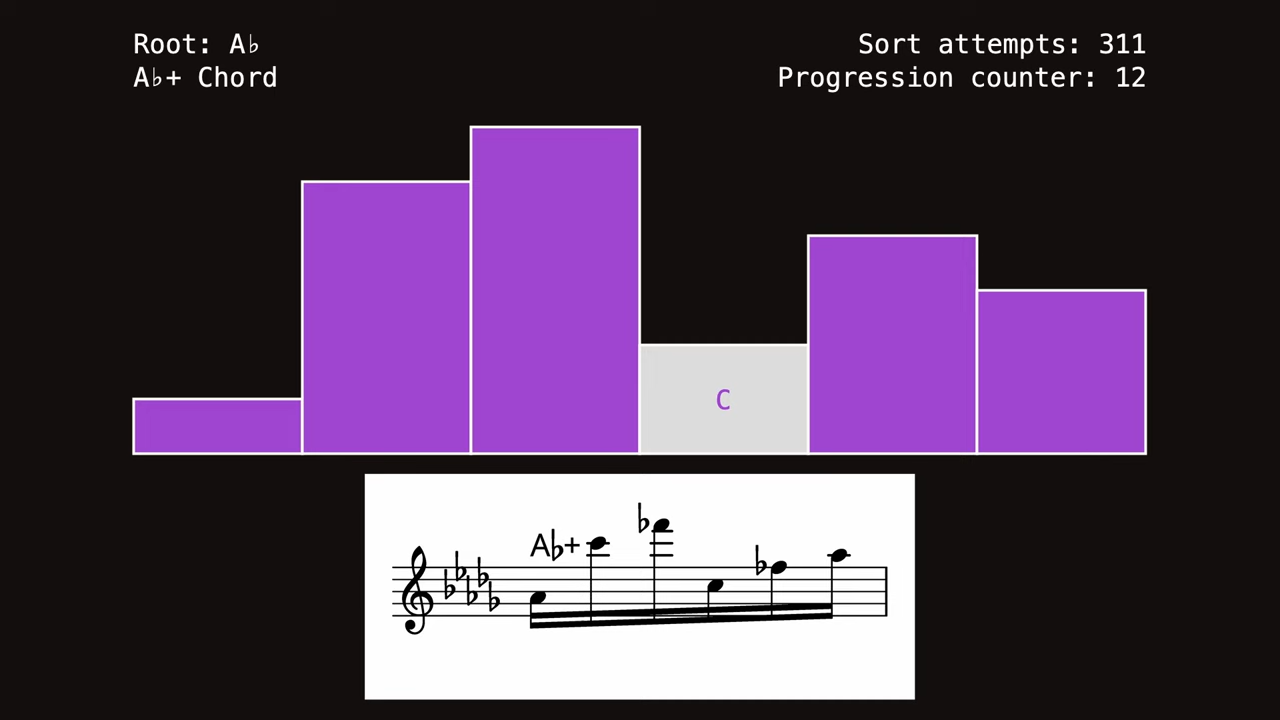 Root: A♭
A♭+ Chord
Sort attempts: 311
Progression counter: 12
C
A♭+